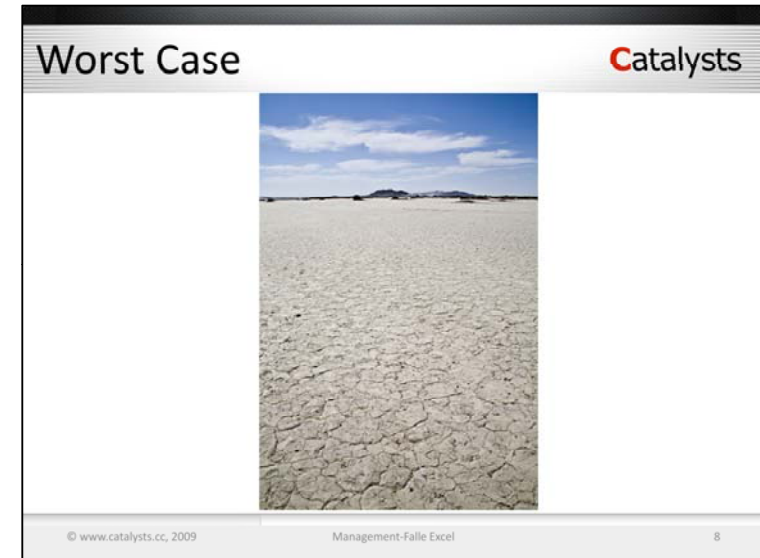 Worst Case
Catalysts
© www.catalysts.cc, 2009
Management-Falle Excel
8